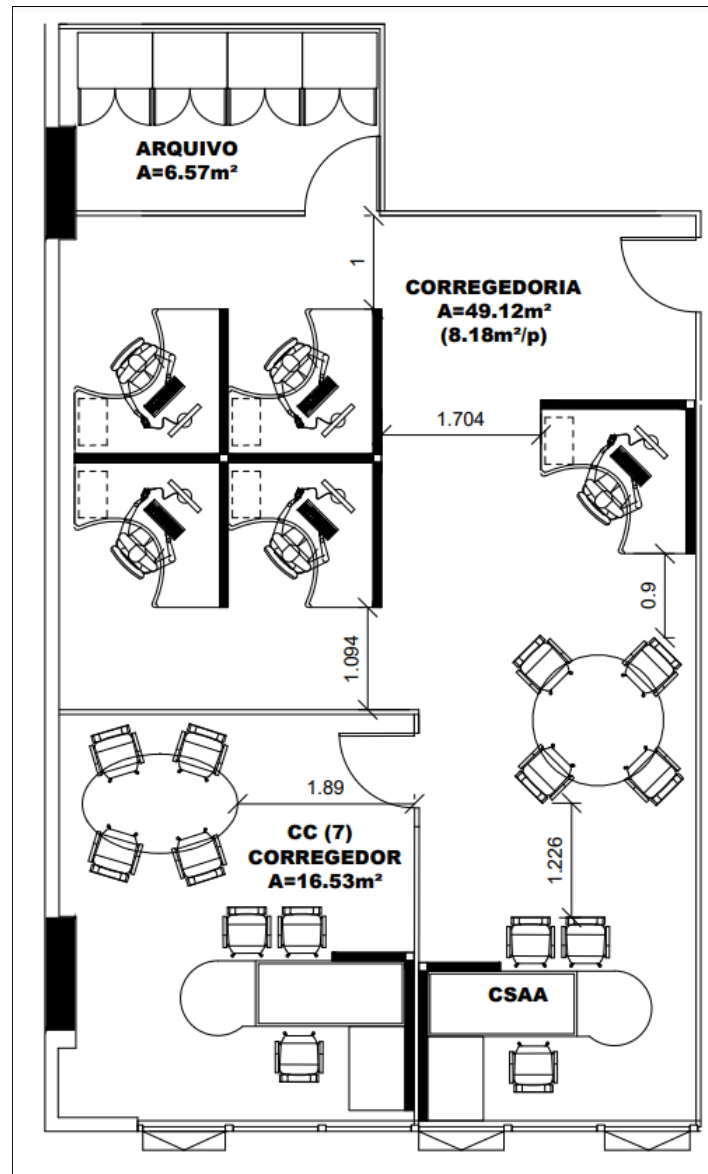 ARQUIVO
A=6.57m²
1
CORREGEDORIA
A=49.12m²
(8.18m²/p)
1.704
0.9
1.094
1.89
CC (7)
CORREGEDOR
A=16.53m²
1.226
CSAA